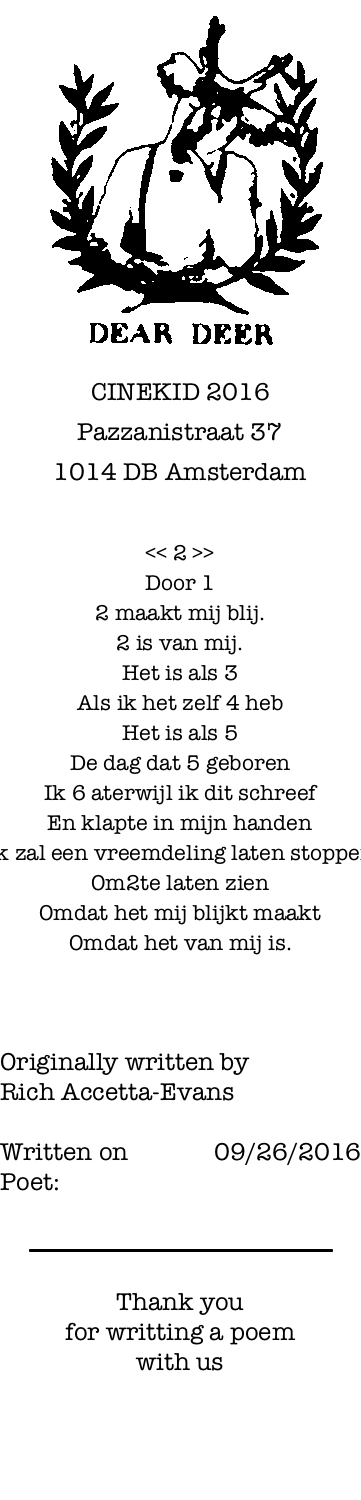 DEAR DEER
CINEKID 2016
Pazzanistraat 37
1014 DB Amsterdam
<< 2 >>
Door 1
2 maakt mij blij.
2 is van mij.
Het is als 3
Als ik het zelf 4 heb
Het is als 5
De dag dat 5 geboren
Ik 6 aterwijl ik dit schreef
En klapte in mijn handen
k zal een vreemdeling laten stoppe
Om2te laten zien
Omdat het mij blijkt maakt
Omdat het van mij is.
Originally written by
Rich Accetta-Evans
Written on 09/26/2016
Poet:
Thank you
for writting a poem
with us